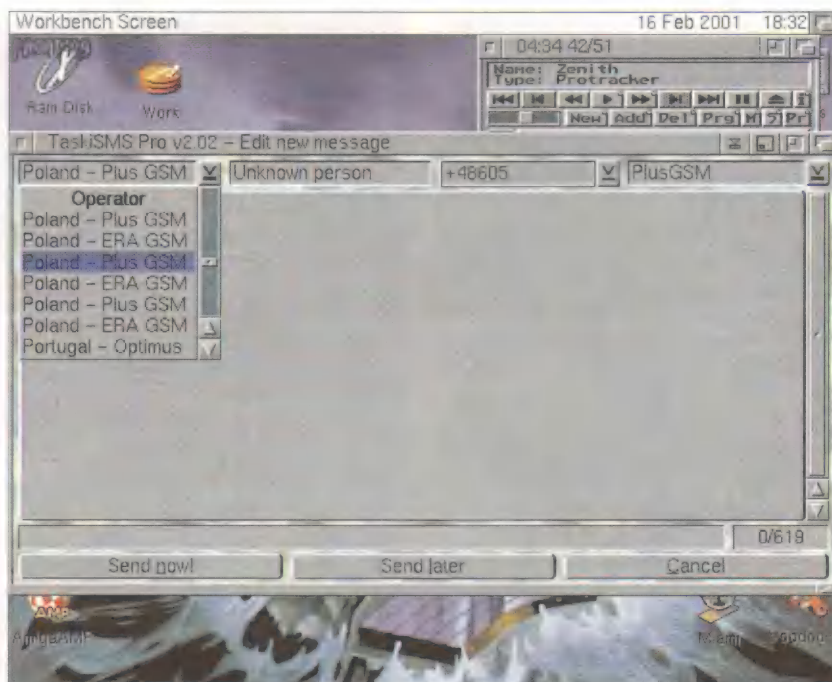 Workbench Screen 16 Feb 2001 18:32
04:34 42/51
Name: Zenith
Type: Protracker
New Add Del Prg M S Pr
Ram Disk
Work
TaskiSMS Pro v2.02 – Edit new message
Poland – Plus GSM Unknown person +48605 PlusGSM
Operator
Poland – Plus GSM
Poland – ERA GSM
Poland – Plus GSM
Poland – ERA GSM
Poland – Plus GSM
Poland – ERA GSM
Portugal – Optimus
0/619
Send now! Send later Cancel
AMP
AmigaAMP
Miami